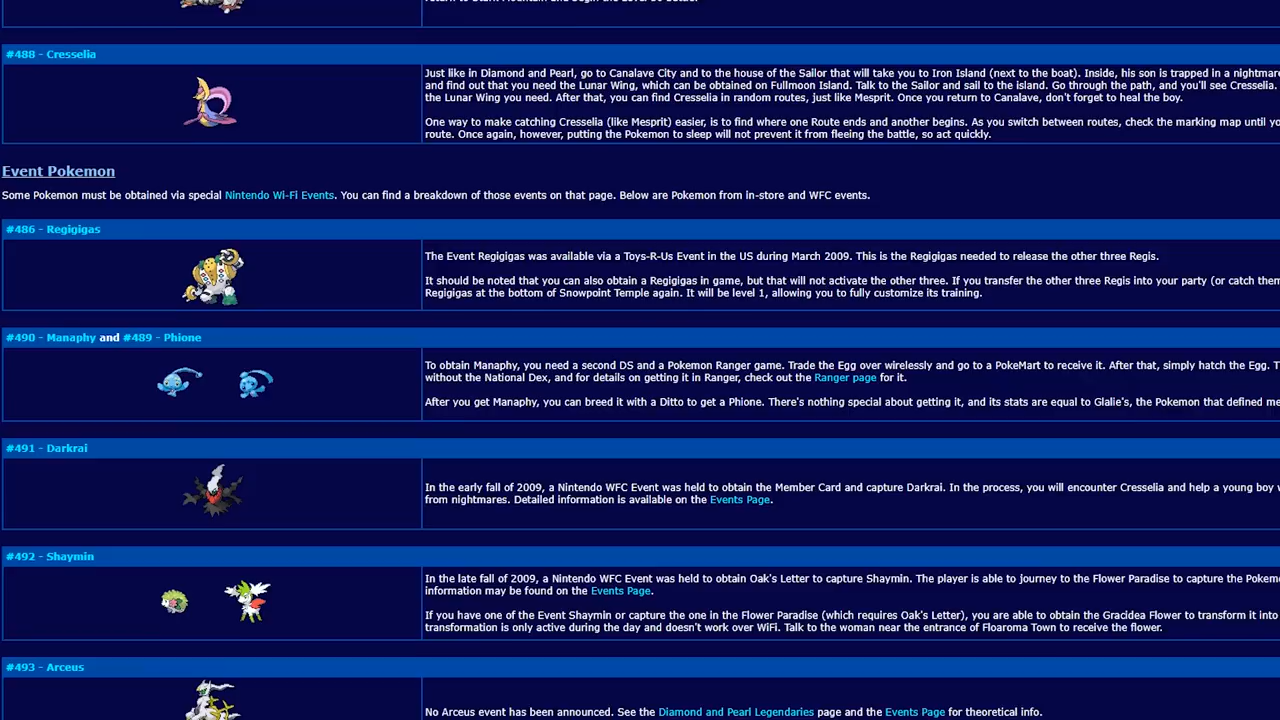 #488 - Cresselia
Just like in Diamond and Pearl, go to Canalave City and to the house of the Sailor that will take you to Iron Island (next to the boat). Inside, his son is trapped in a nightmare
and find out that you need the Lunar Wing, which can be obtained on Fullmoon Island. Talk to the Sailor and sail to the island. Go through the path, and you'll see Cresselia.
the Lunar Wing you need. After that, you can find Cresselia in random routes, just like Mesprit. Once you return to Canalave, don't forget to heal the boy.
One way to make catching Cresselia (like Mesprit) easier, is to find where one Route ends and another begins. As you switch between routes, check the marking map until
route. Once again, however, putting the Pokemon to sleep will not prevent it from fleeing the battle, so act quickly.
Event Pokemon
Some Pokemon must be obtained via special Nintendo Wi-Fi Events. You can find a breakdown of those events on that page. Below are Pokemon from in-store and WFC events.
#486 - Regigigas
The Event Regigigas was available via a Toys-R-Us Event in the US during March 2009. This is the Regigigas needed to release the other three Regis.
It should be noted that you can also obtain a Regigigas in game, but that will not activate the other three. If you transfer the other three Regis into your party (or catch them
Regigigas at the bottom of Snowpoint Temple again. It will be level 1, allowing you to fully customize its training.
#490 - Manaphy and #489 - Phione
To obtain Manaphy, you need a second DS and a Pokemon Ranger game. Trade the Egg over wirelessly and go to a PokeMart to receive it. After that, simply hatch the Egg.
without the National Dex, and for details on getting it in Ranger, check out the Ranger page for it.
After you get Manaphy, you can breed it with a Ditto to get a Phione. There's nothing special about getting it, and its stats are equal to Glalie's, the Pokemon that defined
#491 - Darkrai
In the early fall of 2009, a Nintendo WFC Event was held to obtain the Member Card and capture Darkrai. In the process, you will encounter Cresselia and help a young boy
from nightmares. Detailed information is available on the Events Page.
#492 - Shaymin
In the late fall of 2009, a Nintendo WFC Event was held to obtain Oak's Letter to capture Shaymin. The player is able to journey to the Flower Paradise to capture the
information may be found on the Events Page.
If you have one of the Event Shaymin or capture the one in the Flower Paradise (which requires Oak's Letter), you are able to obtain the Gracidea Flower to transform it into
transformation is only active during the day and doesn't work over WiFi. Talk to the woman near the entrance of Floaroma Town to receive the flower.
#493 - Arceus
No Arceus event has been announced. See the Diamond and Pearl Legendaries page and the Events Page for theoretical info.